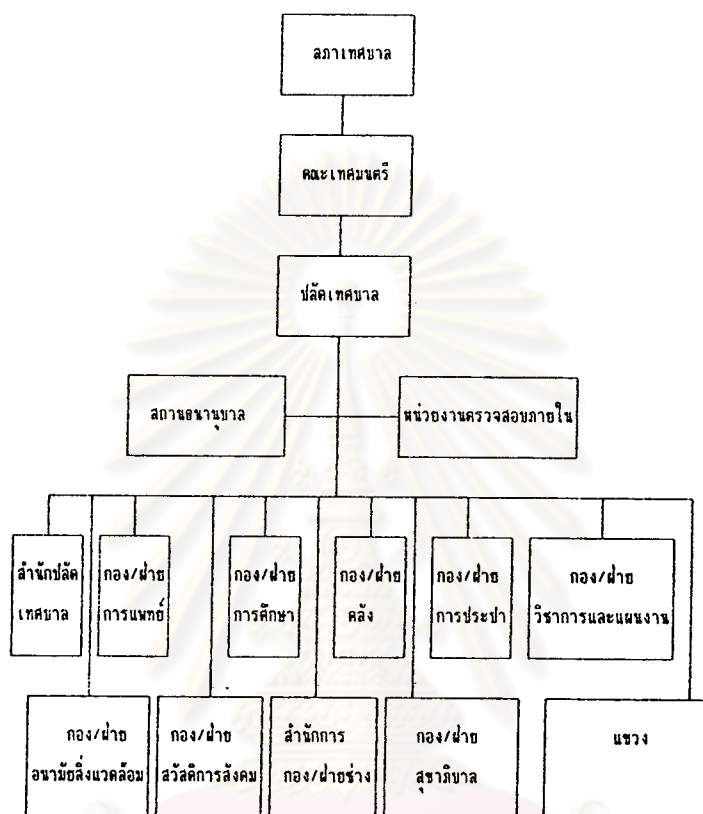 สภาเทศบาล
คณะเทศมนตรี
ปลัดเทศบาล
สถานธนานุบาล
หน่วยงานตรวจสอบภายใน
สำนักปลัด
เทศบาล
กอง/ฝ่าย
การแพทย์
กอง/ฝ่าย
การศึกษา
กอง/ฝ่าย
คลัง
กอง/ฝ่าย
การประปา
กอง/ฝ่าย
วิชาการและแผนงาน
กอง/ฝ่าย
อนามัยสิ่งแวดล้อม
กอง/ฝ่าย
สวัสดิการสังคม
สำนักการ
กอง/ฝ่ายช่าง
กอง/ฝ่าย
สุขาภิบาล
แขวง